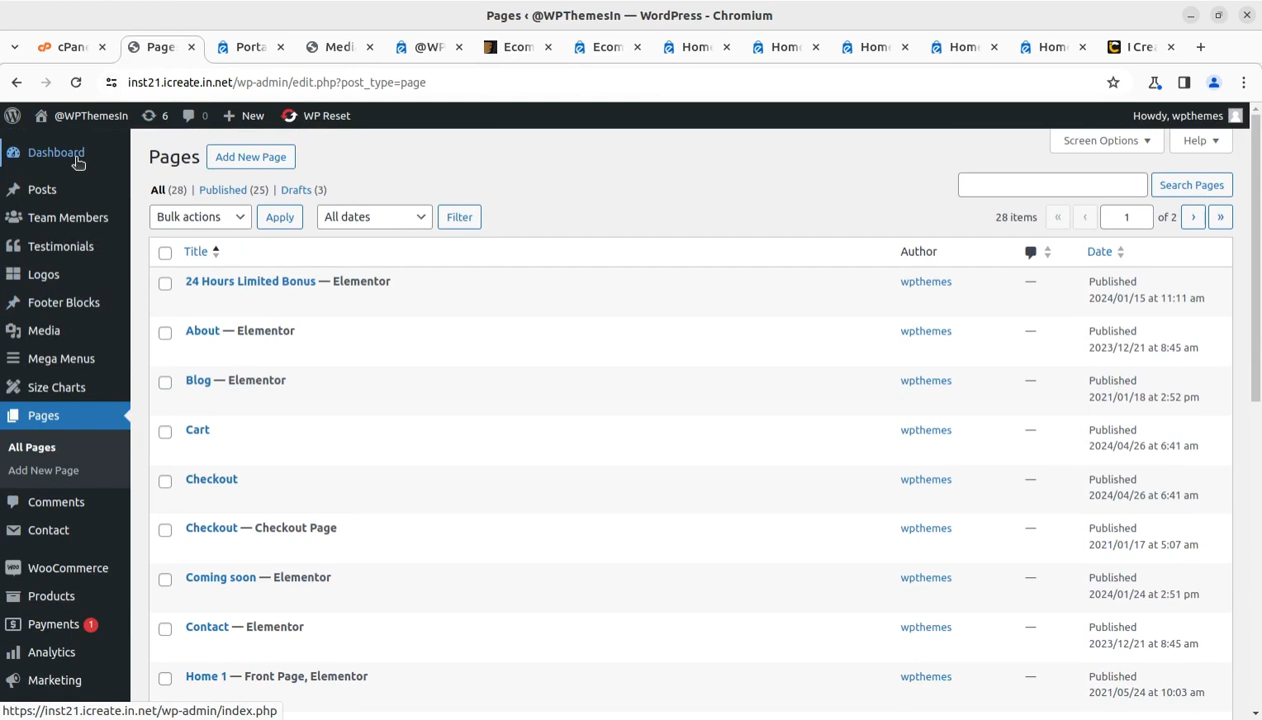 Pages ‹ @WPThemesIn — WordPress - Chromium
cPan
Page:
Porta
Medi
@WP
Ecom
Ecom
Hom
Hom
Hom
Hom
Hom
I Crea
inst21.icreate.in.net/wp-admin/edit.php?post_type=page
@WPThemesIn 6 0 New WP Reset Howdy, wpthemes
Dashboard
Posts
Team Members
Testimonials
Logos
Footer Blocks
Media
Mega Menus
Size Charts
Pages
All Pages
Add New Page
Comments
Contact
WooCommerce
Products
Payments 1
Analytics
Marketing
Screen Options Help
Pages Add New Page
All (28) | Published (25) | Drafts (3)
Search Pages
Bulk actions Apply All dates Filter 28 items « ‹ 1 of 2 › »
Title Author Date
24 Hours Limited Bonus — Elementor wpthemes — Published
2024/01/15 at 11:11 am
About — Elementor wpthemes — Published
2023/12/21 at 8:45 am
Blog — Elementor wpthemes — Published
2021/01/18 at 2:52 pm
Cart wpthemes — Published
2024/04/26 at 6:41 am
Checkout wpthemes — Published
2024/04/26 at 6:41 am
Checkout — Checkout Page wpthemes — Published
2021/01/17 at 5:07 am
Coming soon — Elementor wpthemes — Published
2024/01/24 at 2:51 pm
Contact — Elementor wpthemes — Published
2023/12/21 at 8:45 am
Home 1 — Front Page, Elementor wpthemes — Published
2021/05/24 at 10:03 am
https://inst21.icreate.in.net/wp-admin/index.php